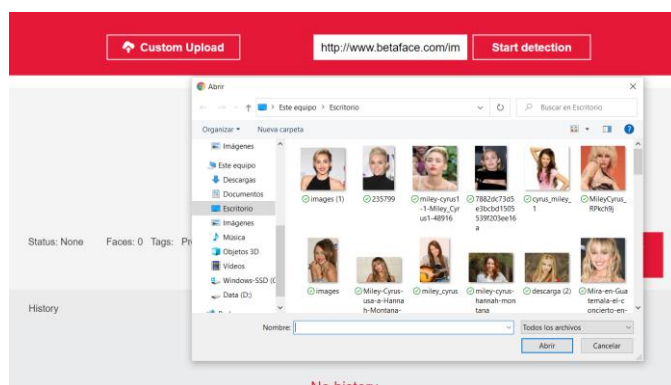 Custom Upload
http://www.betaface.com/im
Start detection
Abrir
Este equipo > Escritorio
Buscar en Escritorio
Organizar
Nueva carpeta
Imágenes
Este equipo
Descargas
Documentos
Escritorio
Imágenes
Música
Objetos 3D
Vídeos
Windows-SSD (C
Data (D:)
images (1)
235799
miley-cyrus1
-1-Miley_Cyr
us1-48916
7882dc73d5
e3bcbd1505
539f203ee16
a
cyrus_miley_
1
MileyCyrus_
RPkch9j
images
Miley-Cyrus-
usa-a-Hanna
h-Montana-
miley_cyrus
miley-cyrus-
hannah-mon
tana
descarga (2)
Mira-en-Gua
temala-el-c
oncierto-en-
Nombre:
Todos los archivos
Abrir
Cancelar
Status: None
Faces: 0
Tags:
History
No history